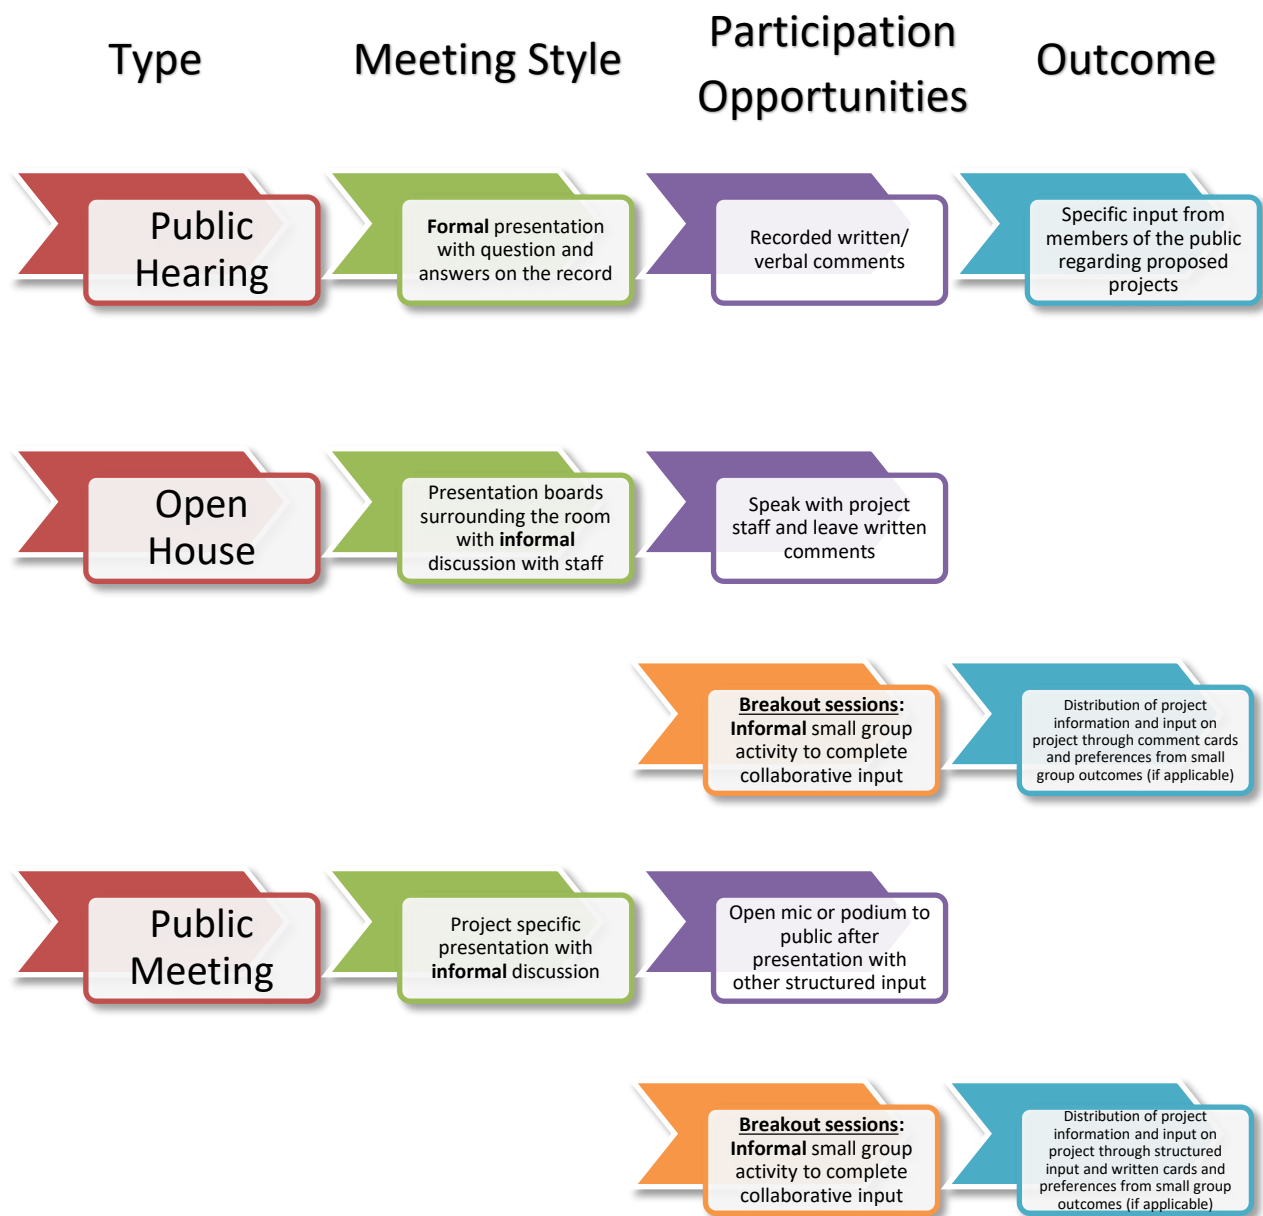 Type
Meeting Style
Participation
Opportunities
Outcome
Public
Hearing
Formal presentation
with question and
answers on the record
Recorded written/
verbal comments
Specific input from
members of the public
regarding proposed
projects
Open
House
Presentation boards
surrounding the room
with informal
discussion with staff
Speak with project
staff and leave written
comments
Breakout sessions:
Informal small group
activity to complete
collaborative input
Distribution of project
information and input on
project through comment cards
and preferences from small
group outcomes (if applicable)
Public
Meeting
Project specific
presentation with
informal discussion
Open mic or podium to
public after
presentation with
other structured input
Breakout sessions:
Informal small group
activity to complete
collaborative input
Distribution of project
information and input on
project through structured
input and written cards and
preferences from small group
outcomes (if applicable)